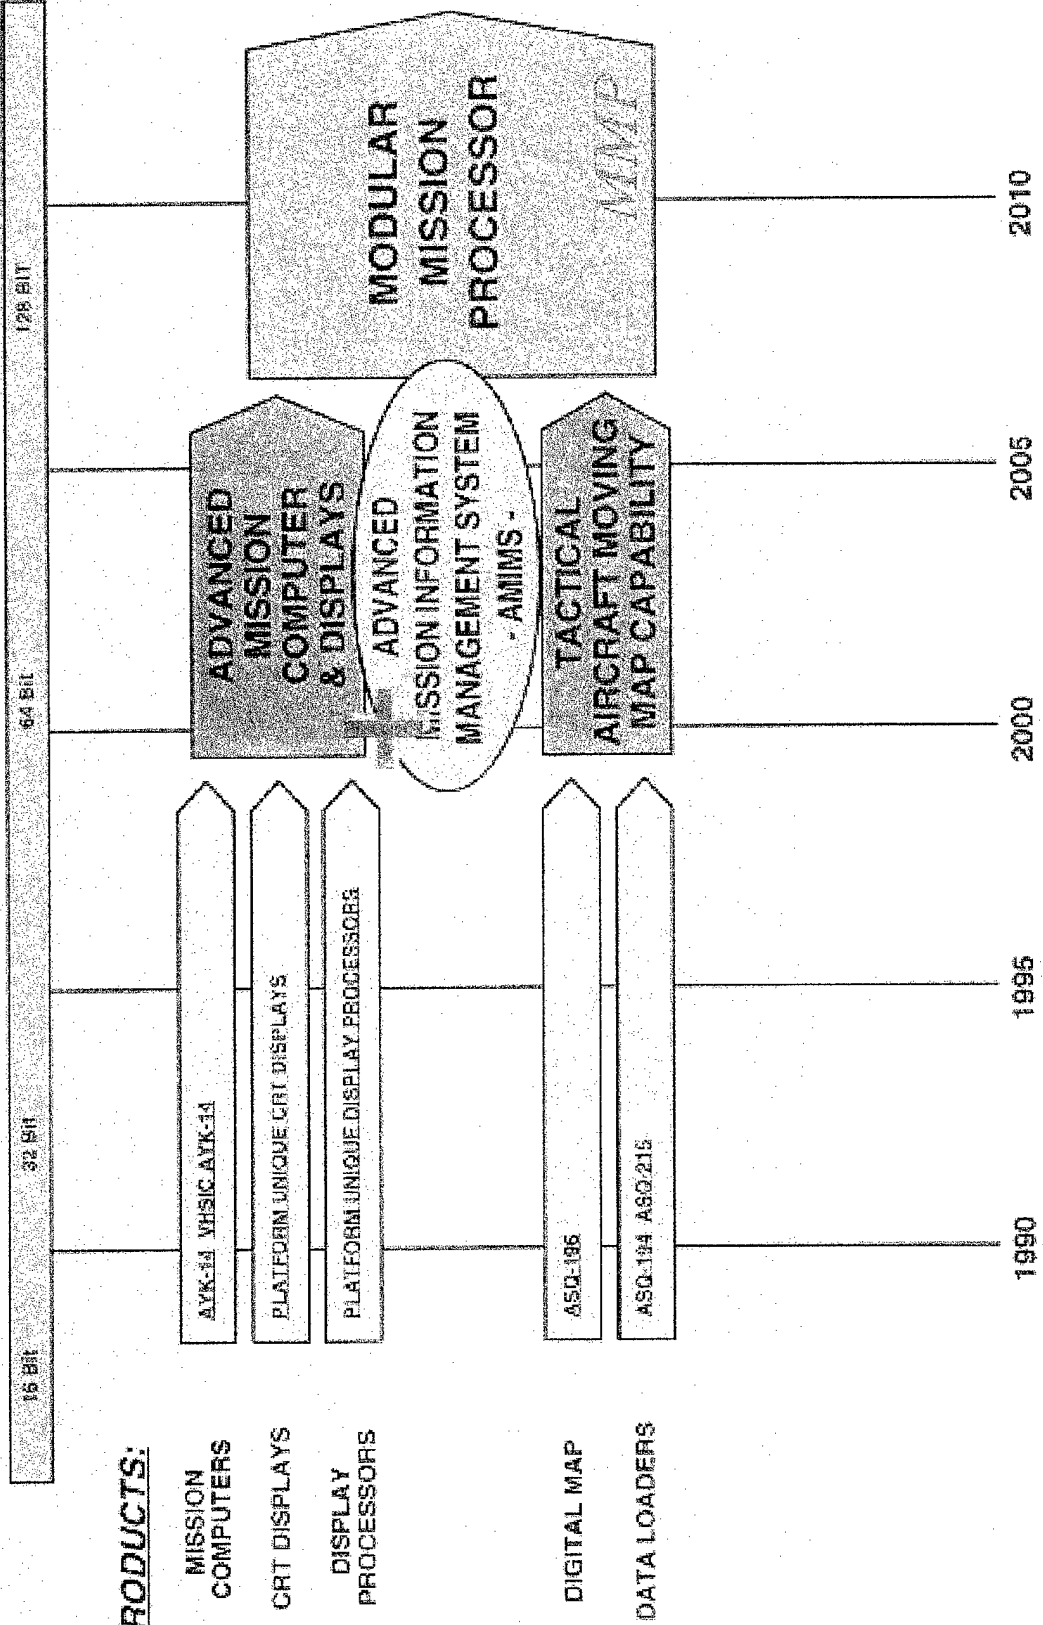 16 Bit
32 Bit
64 Bit
128 BIT
RODUCTS:
MISSION
COMPUTERS
AYK-14 VHSIC AYK-14
CRT DISPLAYS
PLATFORM UNIQUE CRT DISPLAYS
DISPLAY
PROCESSORS
PLATFORM UNIQUE DISPLAY PROCESSORS
DIGITAL MAP
ASQ-196
DATA LOADERS
ASQ-194 ASQ-215
ADVANCED
MISSION
COMPUTER
& DISPLAYS
ADVANCED
MISSION INFORMATION
MANAGEMENT SYSTEM
- AMIMS -
TACTICAL
AIRCRAFT MOVING
MAP CAPABILITY
MODULAR
MISSION
PROCESSOR
MMP
1990
1995
2000
2005
2010